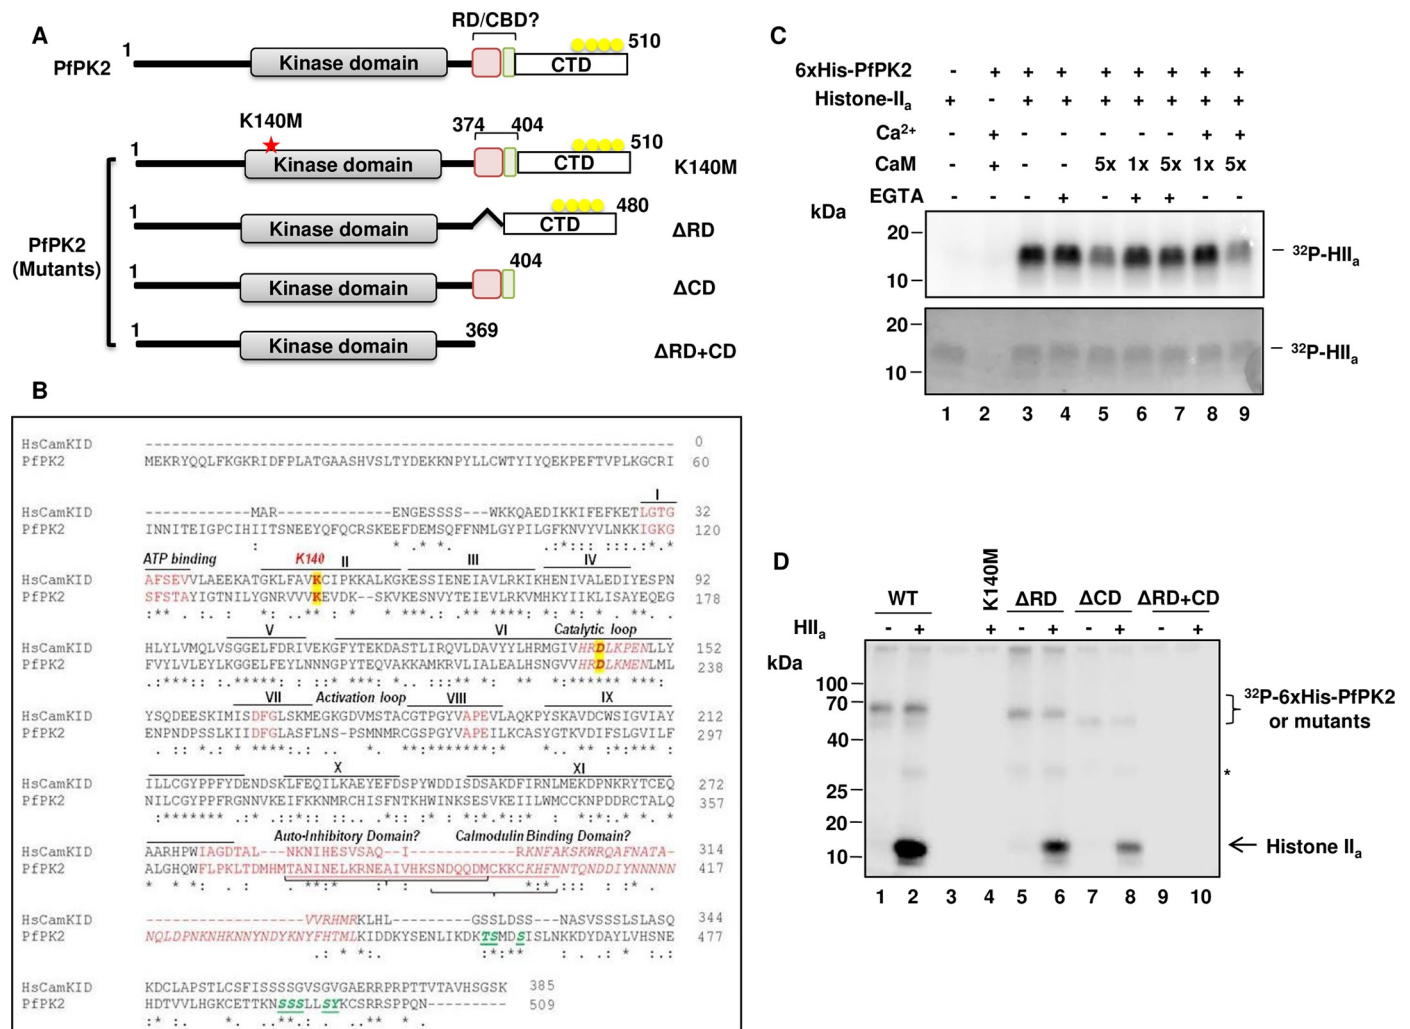 A
RD/CBD?
1
510
PfPK2
Kinase domain
CTD
K140M
374
404
1
510
Kinase domain
CTD
K140M
1
480
Kinase domain
CTD
ΔRD
PfPK2
(Mutants)
1
404
Kinase domain
ΔCD
1
369
Kinase domain
ΔRD+CD
B
HsCamKID 0
PfPK2 MEKRYQQLFKGKRIDFPLATGAASHVSLTYDEKKNPYLLCWTYIYQEKPEFTVPLKGCRI 60
I
HsCamKID MAR ENGESSSS---WKKQAEDIKKIFEFKETLGTG 32
PfPK2 INNITEIGPCIHIITSNEEYQFQCRSKEEFDEMSQFFNMLGYPILGFKNVYVLNKKIGKG 120
ATP binding K140 II III IV
HsCamKID AFSEVVLAEEKATGKLFAVKCIPKKALKGKESSIENEIAVLRKIKHENIVALEDIYESPN 92
PfPK2 SFSTAYIGTNILYGNRVVVKEVDK--SKVKESNVYTEIEVLRKVMHKYIIKLISAYEQEG 178
V VI Catalytic loop
HsCamKID HLYLVMQLVSGGELFDRIVEKGFYTEKDASTLIRQVLDAVYYLHRMGIVHRDLKPENLLY 152
PfPK2 FVYLVLEYLKGGELFEYLNNNGPYTEQVAKKAMKRVLIALEALHSNGVVHRDLKMENLML 238
VII Activation loop VIII IX
HsCamKID YSQDEESKIMISDFGLSKMEGKGDVMSTACGTPGYVAPEVLAQKPYSKAVDCWSIGVIAY 212
PfPK2 ENPNDPSSLKIIDFGLASFLNS-PSMNMRCGSPGYVAPEILKCASYGTKVDIFSLGVILF 297
X XI
HsCamKID ILLCGYPPFYDENDSKLFEQILKAEYEFDSPYWDDISDSAKDFIRNLMEKDPNKRYTCEQ 272
PfPK2 NILCGYPPFRGNNVKEIFKKNMRCHISFNTKHWINKSESVKEIILWMCCKNPDDRCTALQ 357
Auto-Inhibitory Domain? Calmodulin Binding Domain?
HsCamKID AARHPWIAGDTAL---NKNIHESVSAQ--I---------RKNFAKSKWRQAFNATA- 314
PfPK2 ALGHQWFLPKLTDMHMTANINELKRNEAIVHKSNDQQDMCKKCKHFNNTQNDDIYNNNNN 417
HsCamKID VVRHMRKLHL---------GSSLDSS--NASVSSSLSLASQ 344
PfPK2 NQLDPNKNHKNNYNDYKNYFHTMLKIDDKYSENLIKDKTSMDSISLNKKDYDAYLVHSNE 477
HsCamKID KDCLAPSTLCSFISSSSGVSGVGAERRPRPTTVTAVHSGSK 385
PfPK2 HDTVVLHGKCETTKNSSSLLSYKCSRRSPPQN--------- 509
C
6xHis-PfPK2 - + + + + + + + +
Histone-IIa + - + + + + + + +
Ca2+ - + - - - - - + +
CaM - + - - 5x 1x 5x 1x 5x
EGTA - - - + - + + - -
kDa
20
10
32P-HIIa
20
10
32P-HIIa
1 2 3 4 5 6 7 8 9
D
WT K140M ΔRD ΔCD ΔRD+CD
HIIa - + + - + - + - +
kDa
100
70
40
25
20
10
32P-6xHis-PfPK2
or mutants
*
Histone IIa
1 2 3 4 5 6 7 8 9 10